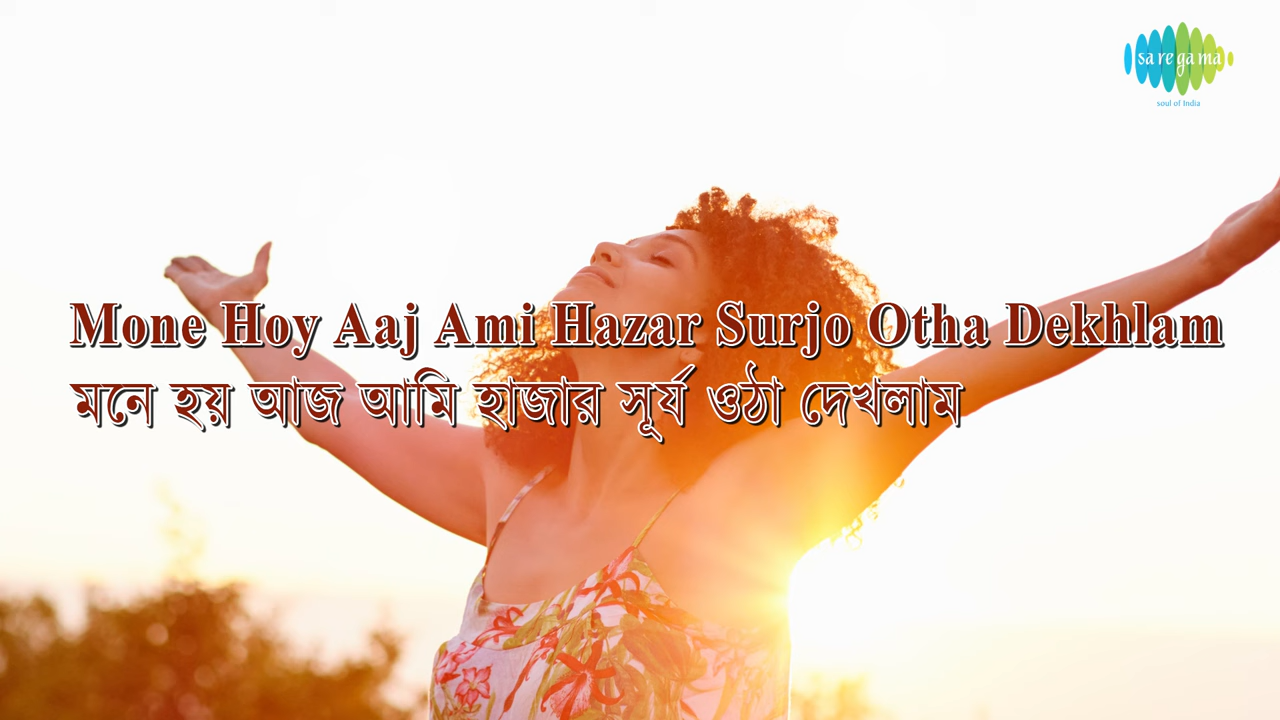 sa re ga ma
soul of India
Mone Hoy Aaj Ami Hazar Surjo Otha Dekhlam
মনে হয় আজ আমি হাজার সূর্য ওঠা দেখলাম